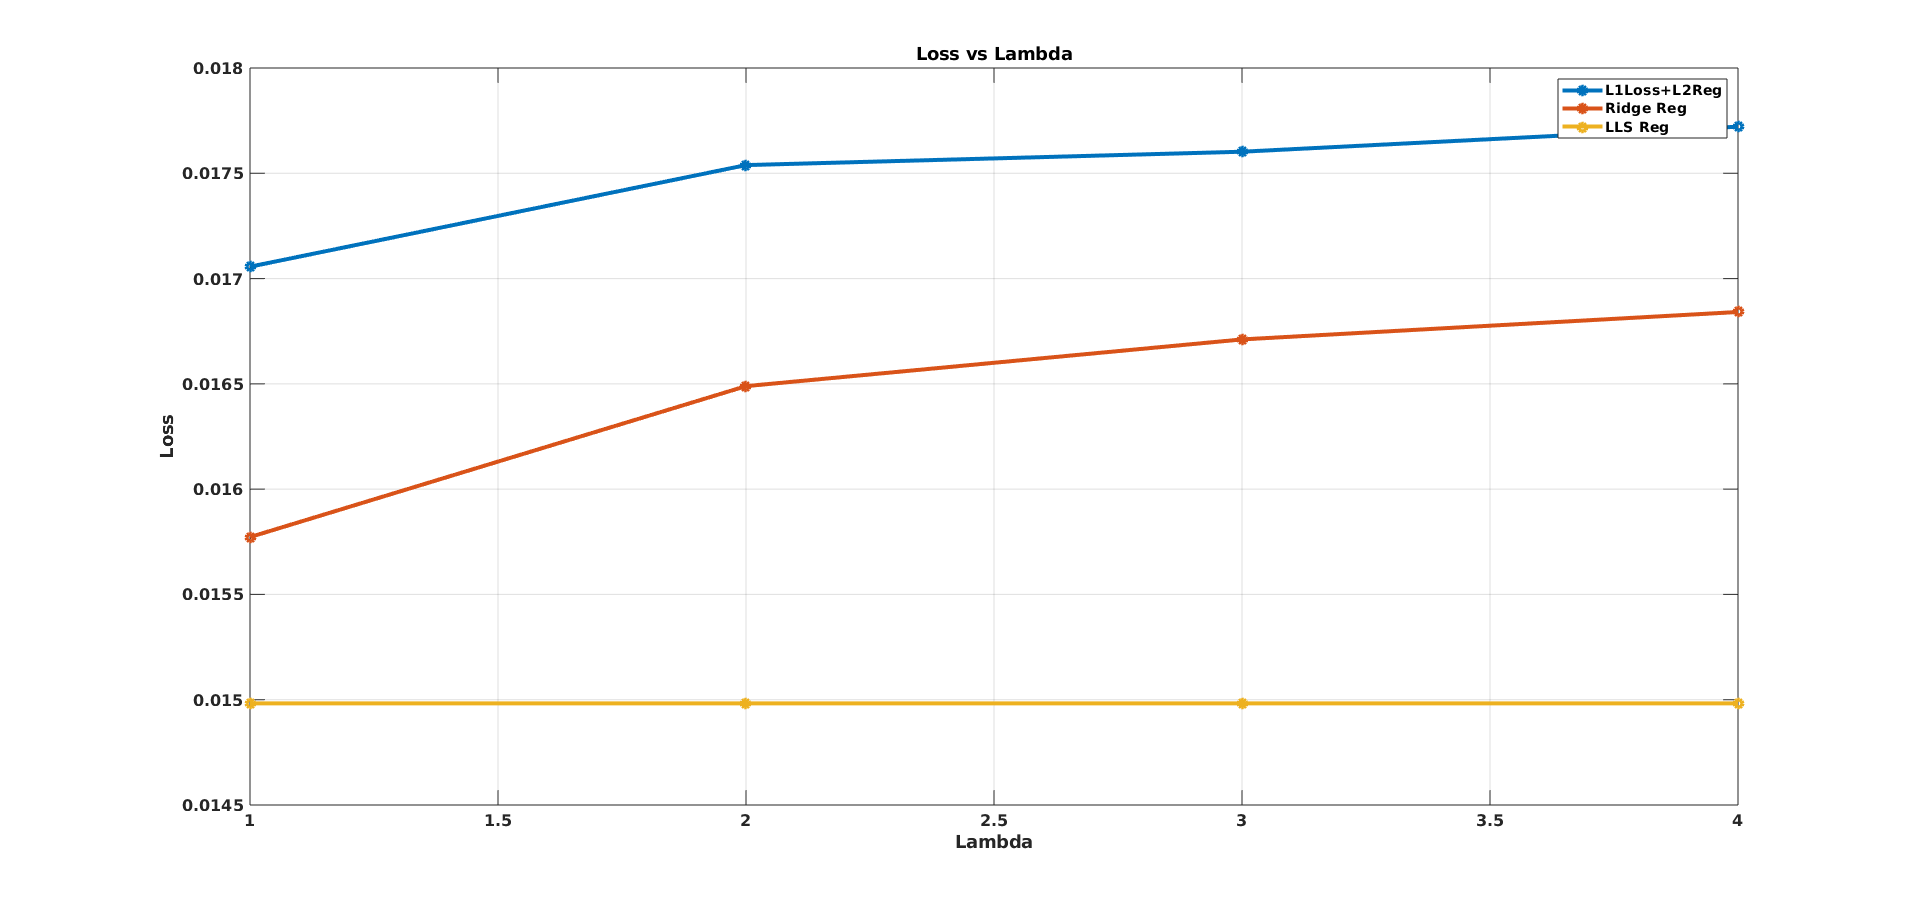 Loss vs Lambda
0.018
0.0175
0.017
0.0165
0.016
0.0155
0.015
0.0145
Loss
L1Loss+L2Reg
Ridge Reg
LLS Reg
1 1.5 2 2.5 3 3.5 4
Lambda